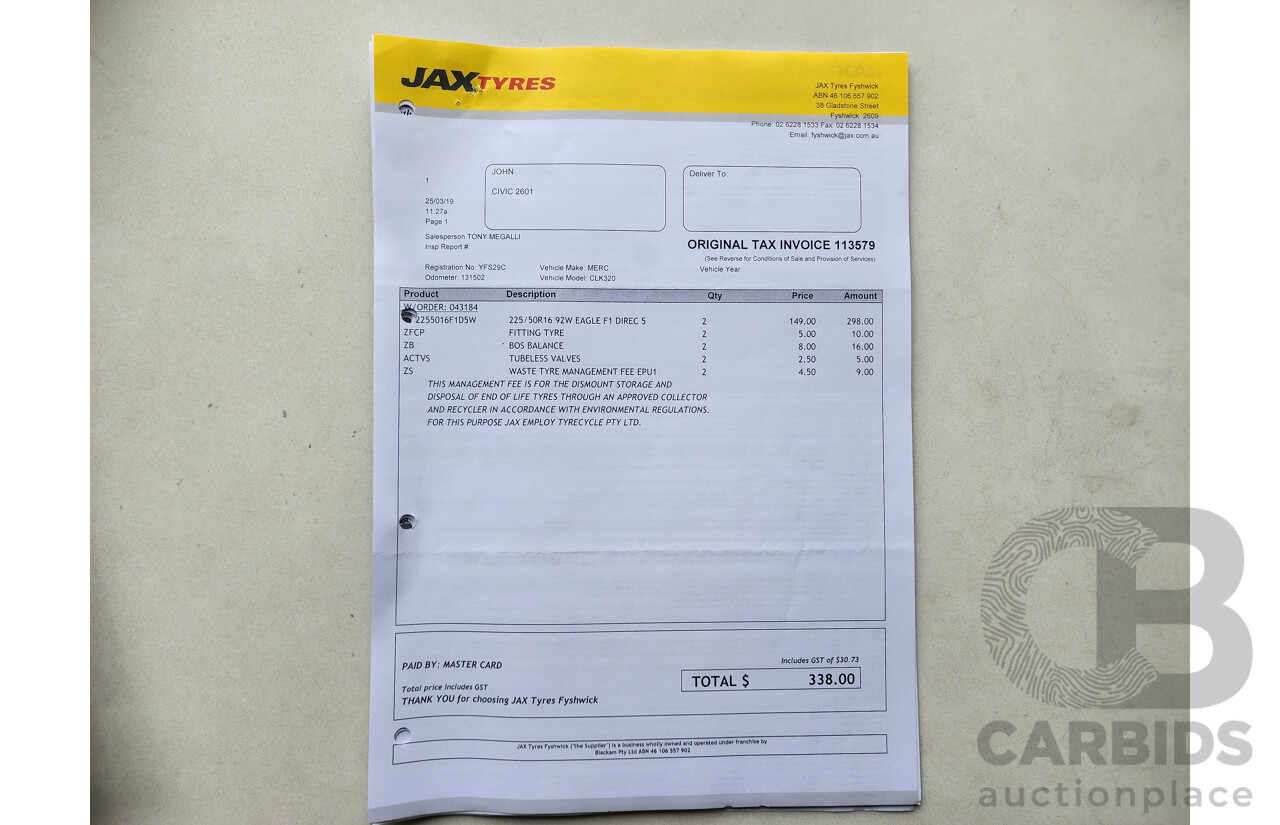 JAX TYRES
JAX Tyres Fyshwick
ABN 46 106 557 902
38 Gladstone Street
Fyshwick 2609
Phone: 02 6228 1533 Fax: 02 6228 1534
Email: fyshwick@jax.com.au
1
25/03/19
11:27a
Page 1
JOHN
CIVIC 2601
Deliver To:
Salesperson TONY MEGALLI
Insp Report #
ORIGINAL TAX INVOICE 113579
(See Reverse for Conditions of Sale and Provision of Services)
Registration No. YFS29C Vehicle Make: MERC Vehicle Year:
Odometer: 131502 Vehicle Model: CLK320
Product Description Qty Price Amount
W/ORDER: 043184
2255016F1D5W 225/50R16 92W EAGLE F1 DIREC 5 2 149.00 298.00
ZFCP FITTING TYRE 2 5.00 10.00
ZB BOS BALANCE 2 8.00 16.00
ACTVS TUBELESS VALVES 2 2.50 5.00
ZS WASTE TYRE MANAGEMENT FEE EPU1 2 4.50 9.00
THIS MANAGEMENT FEE IS FOR THE DISMOUNT STORAGE AND
DISPOSAL OF END OF LIFE TYRES THROUGH AN APPROVED COLLECTOR
AND RECYCLER IN ACCORDANCE WITH ENVIRONMENTAL REGULATIONS.
FOR THIS PURPOSE JAX EMPLOY TYRECYCLE PTY LTD.
PAID BY: MASTER CARD
Includes GST of $30.73
TOTAL $ 338.00
Total price includes GST
THANK YOU for choosing JAX Tyres Fyshwick
JAX Tyres Fyshwick ("the Supplier") is a business wholly owned and operated under franchise by
Blackam Pty Ltd ABN 46 106 557 902
CB
CARBIDS
auctionplace